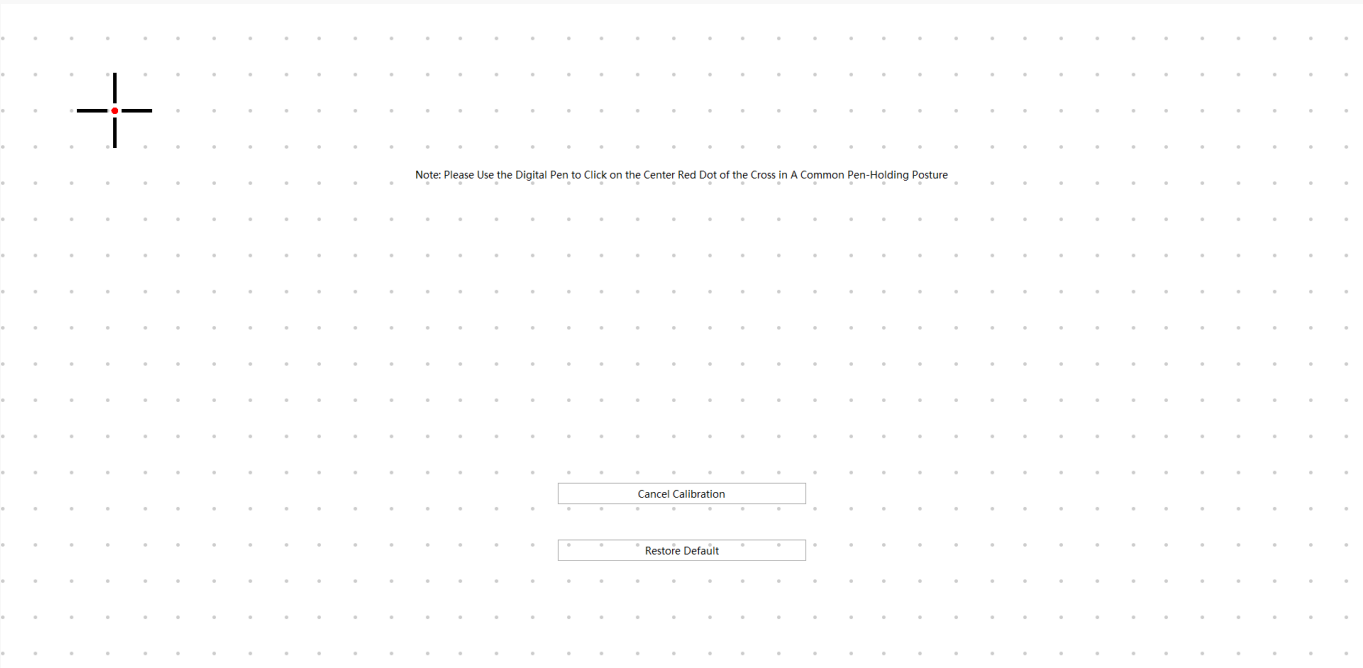 Note: Please Use the Digital Pen to Click on the Center Red Dot of the Cross in A Common Pen-Holding Posture
Cancel Calibration
Restore Default